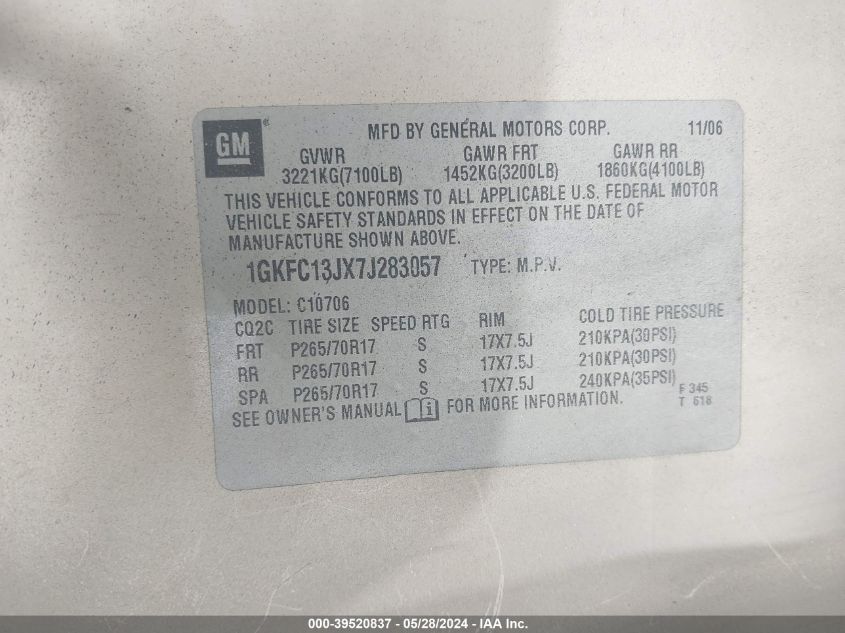 GM®
MFD BY GENERAL MOTORS CORP. 11/06
GVWR GAWR FRT GAWR RR
3221KG(7100LB) 1452KG(3200LB) 1860KG(4100LB)
THIS VEHICLE CONFORMS TO ALL APPLICABLE U.S. FEDERAL MOTOR
VEHICLE SAFETY STANDARDS IN EFFECT ON THE DATE OF
MANUFACTURE SHOWN ABOVE.
1GKFC13JX7J283057 TYPE: M.P.V.
MODEL: C10706
CQ2C TIRE SIZE SPEED RTG RIM COLD TIRE PRESSURE
FRT P265/70R17 S 17X7.5J 210KPA(30PSI)
RR P265/70R17 S 17X7.5J 210KPA(30PSI)
SPA P265/70R17 S 17X7.5J 240KPA(35PSI)
SEE OWNER'S MANUAL i FOR MORE INFORMATION.
F 345
T 618
000-39520837 - 05/28/2024 - IAA Inc.